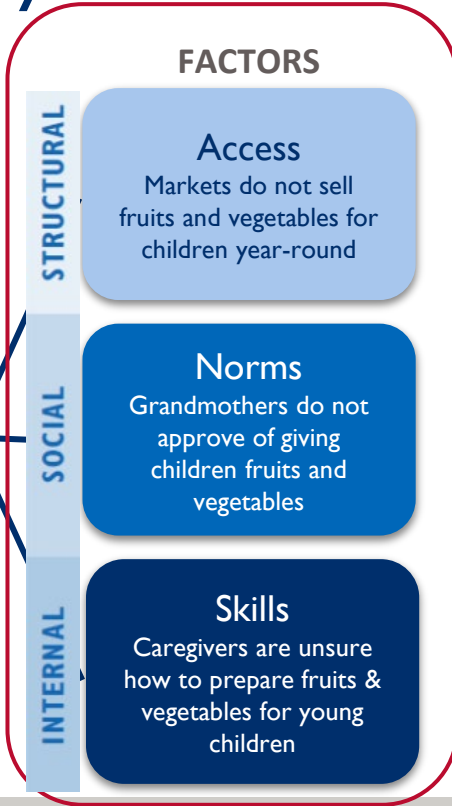 FACTORS
STRUCTURAL
Access
Markets do not sell
fruits and vegetables for
children year-round
SOCIAL
Norms
Grandmothers do not
approve of giving
children fruits and
vegetables
INTERNAL
Skills
Caregivers are unsure
how to prepare fruits &
vegetables for young
children